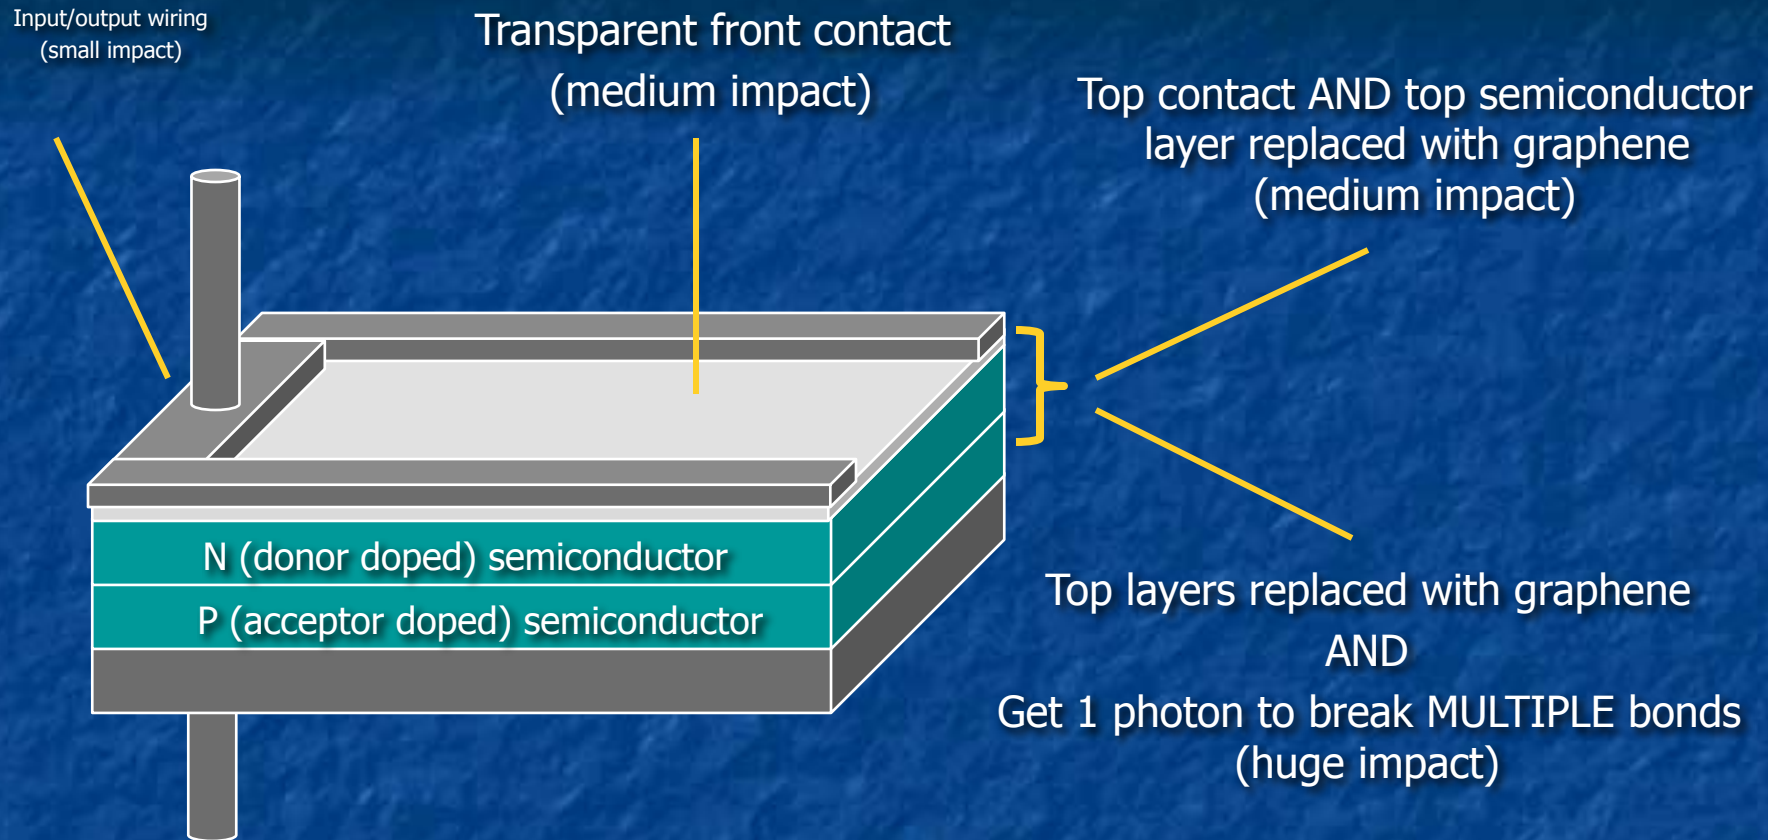 Input/output wiring
(small impact)
Transparent front contact
(medium impact)
Top contact AND top semiconductor
layer replaced with graphene
(medium impact)
N (donor doped) semiconductor
P (acceptor doped) semiconductor
Top layers replaced with graphene
AND
Get 1 photon to break MULTIPLE bonds
(huge impact)